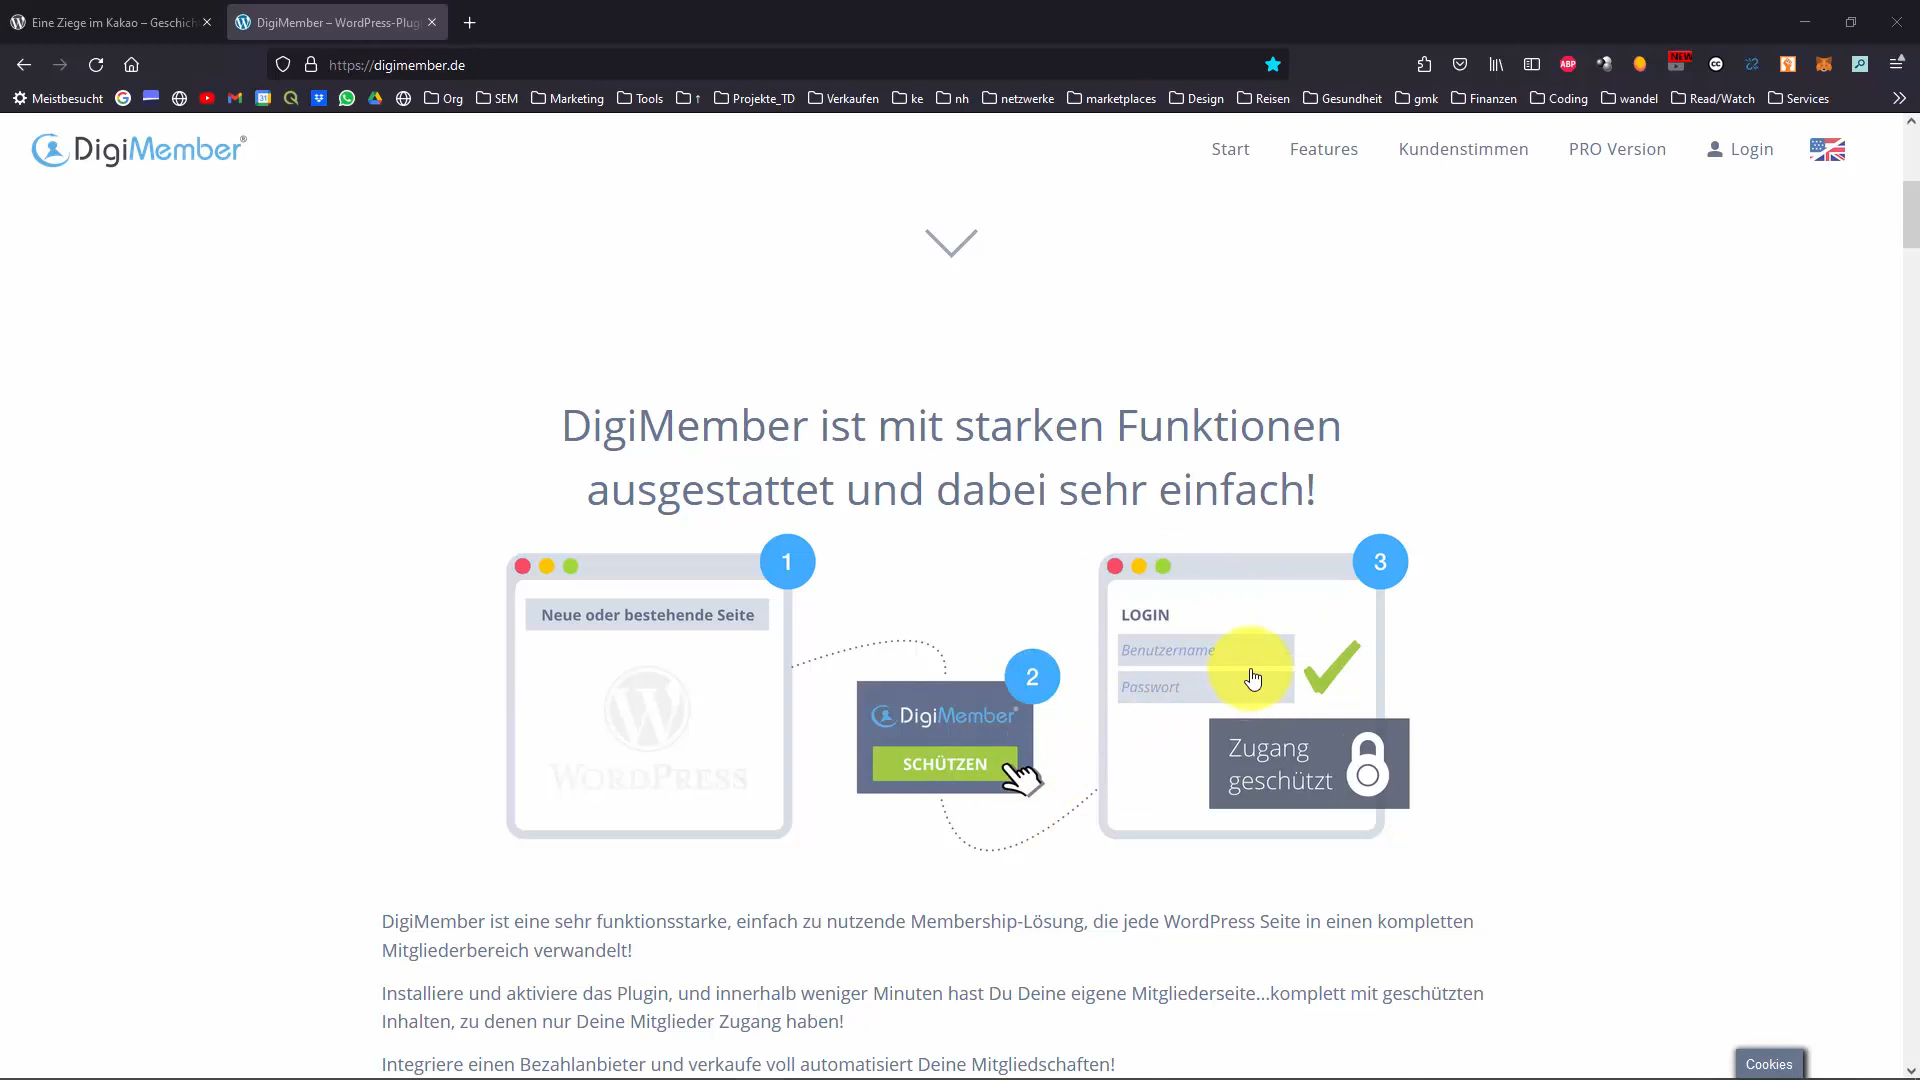 Eine Ziege im Kakao – Geschich
DigiMember – WordPress-Plug
https://digimember.de
ABP
NEW
CC
Meistbesucht
Org
SEM
Marketing
Tools
↑
Projekte_TD
Verkaufen
ke
nh
netzwerke
marketplaces
Design
Reisen
Gesundheit
gmk
Finanzen
Coding
wandel
Read/Watch
Services
DigiMember®
Start
Features
Kundenstimmen
PRO Version
Login
DigiMember ist mit starken Funktionen
ausgestattet und dabei sehr einfach!
1
Neue oder bestehende Seite
WORDPRESS
2
DigiMember®
SCHÜTZEN
3
LOGIN
Benutzername
Passwort
Zugang
geschützt
DigiMember ist eine sehr funktionsstarke, einfach zu nutzende Membership-Lösung, die jede WordPress Seite in einen kompletten
Mitgliederbereich verwandelt!
Installiere und aktiviere das Plugin, und innerhalb weniger Minuten hast Du Deine eigene Mitgliederseite...komplett mit geschützten
Inhalten, zu denen nur Deine Mitglieder Zugang haben!
Integriere einen Bezahlanbieter und verkaufe voll automatisiert Deine Mitgliedschaften!
Cookies